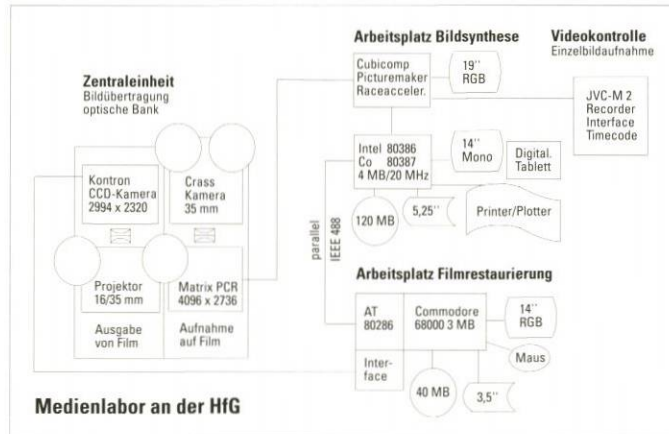 Zentraleinheit
Bildübertragung
optische Bank
Kontron
CCD-Kamera
2994 x 2320
Crass
Kamera
35 mm
Projektor
16/35 mm
Matrix PCR
4096 x 2736
Ausgabe
von Film
Aufnahme
auf Film
Arbeitsplatz Bildsynthese
Cubicomp
Picturemaker
Raceacceler.
19''
RGB
Intel 80386
Co 80387
4 MB/20 MHz
14''
Mono
Digital.
Tablett
120 MB
5,25''
Printer/Plotter
Videokontrolle
Einzelbildaufnahme
JVC-M 2
Recorder
Interface
Timecode
parallel
IEEE 488
Arbeitsplatz Filmrestaurierung
AT
80286
Commodore
68000 3 MB
14''
RGB
Maus
Inter-
face
40 MB
3,5''
Medienlabor an der HfG